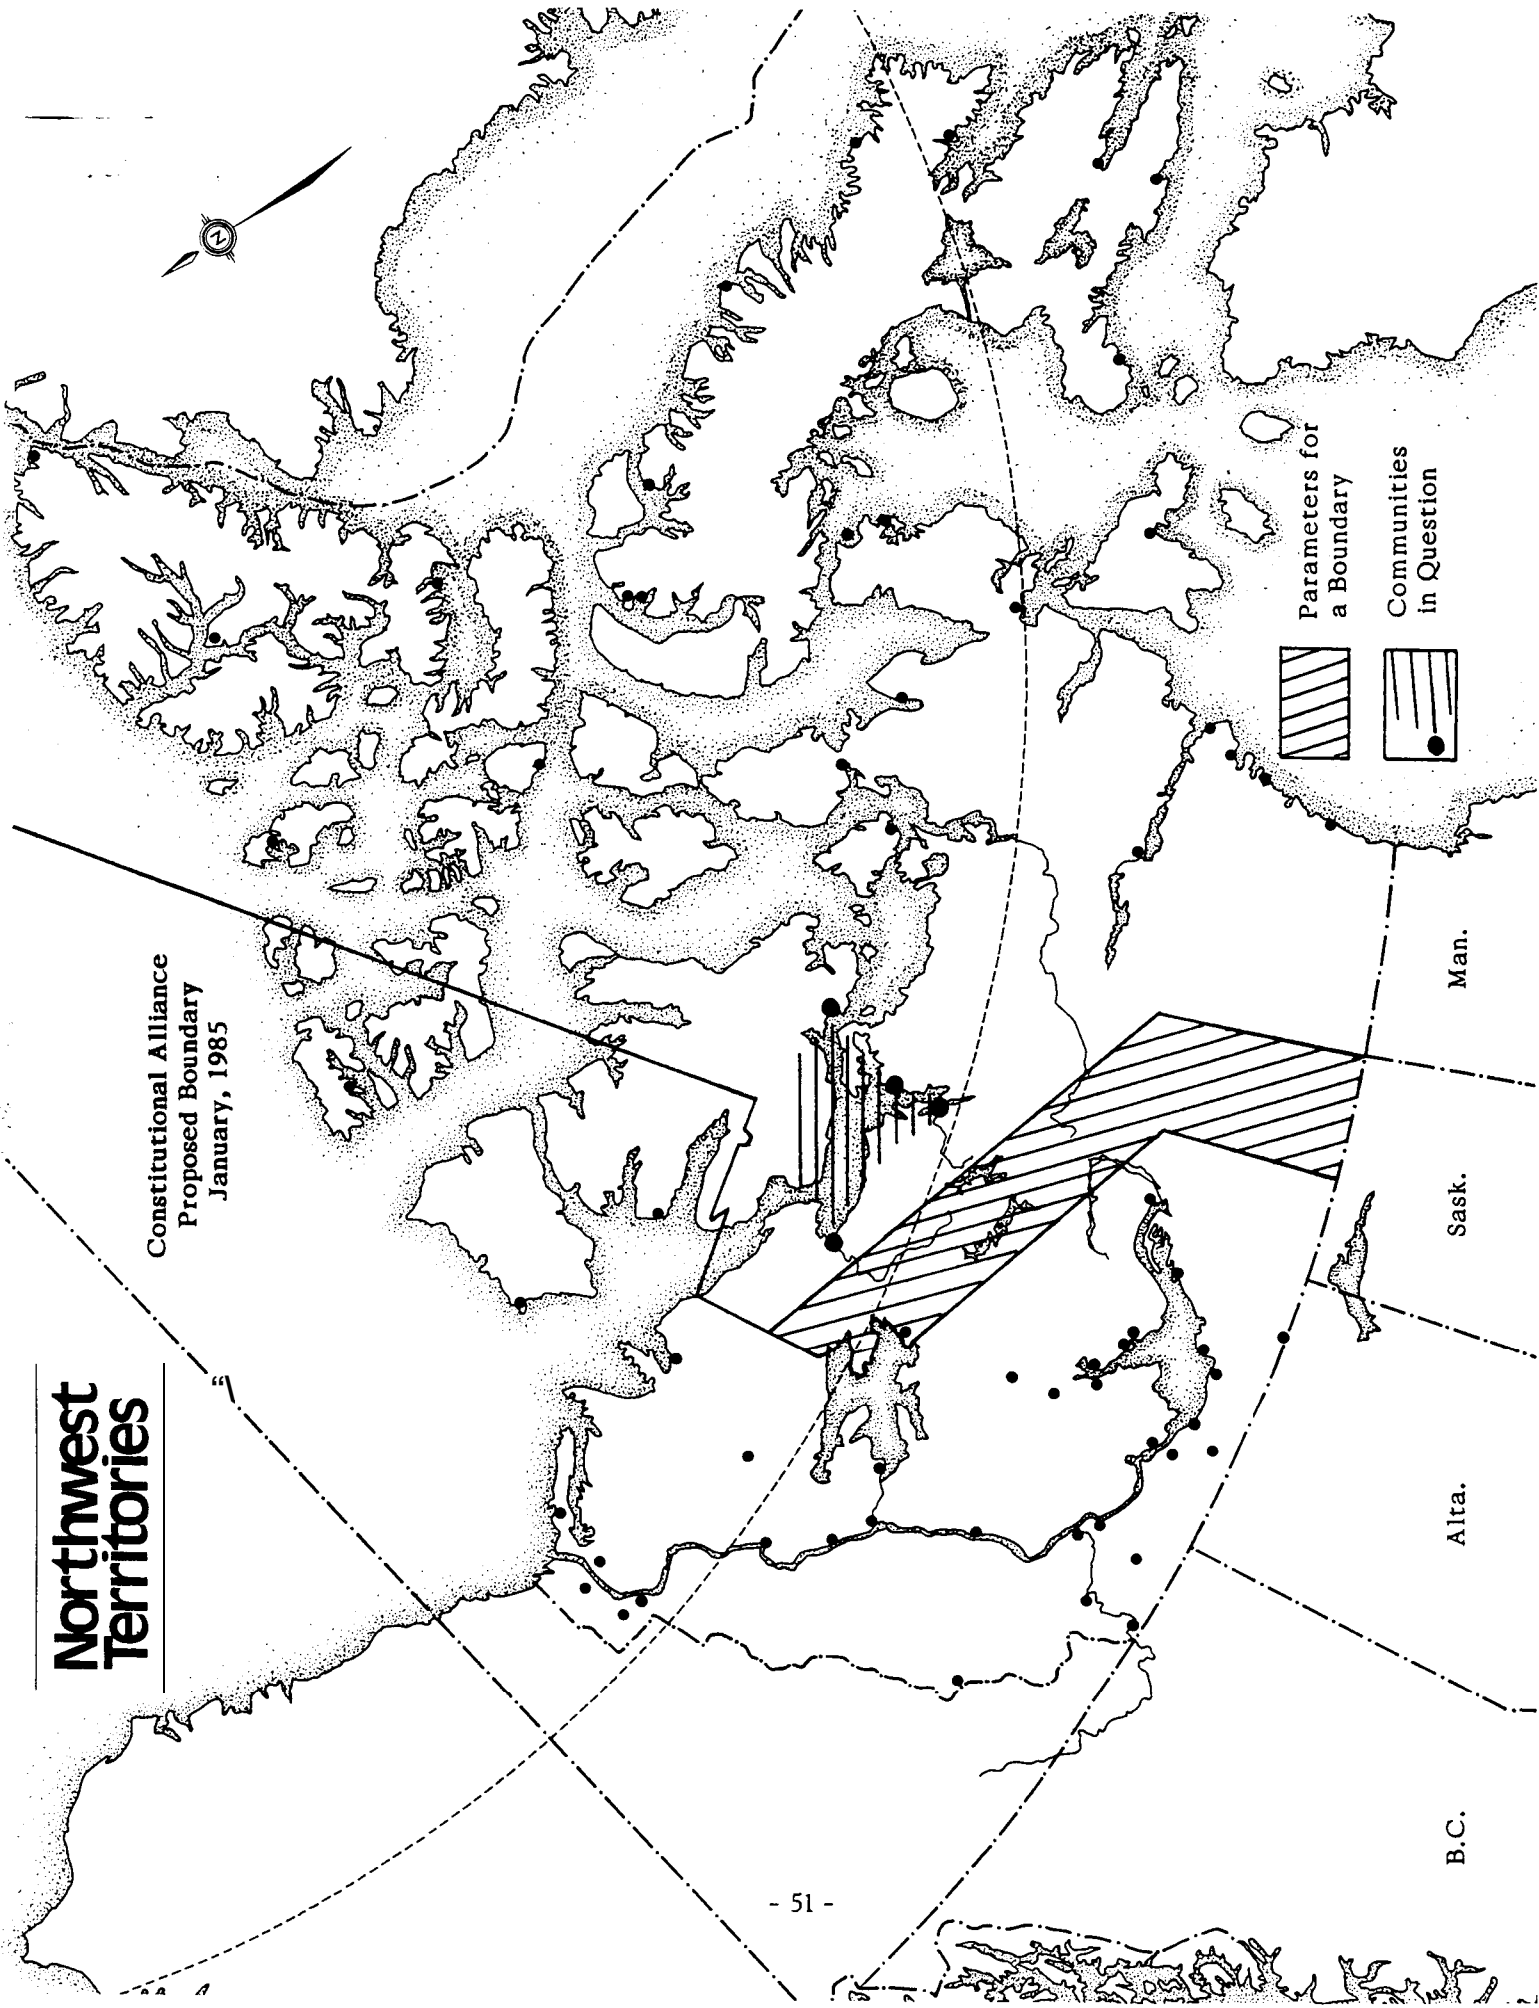 Northwest
Territories
Constitutional Alliance
Proposed Boundary
January, 1985
N
Parameters for
a Boundary
Communities
in Question
B.C.
Alta.
Sask.
Man.
- 51 -